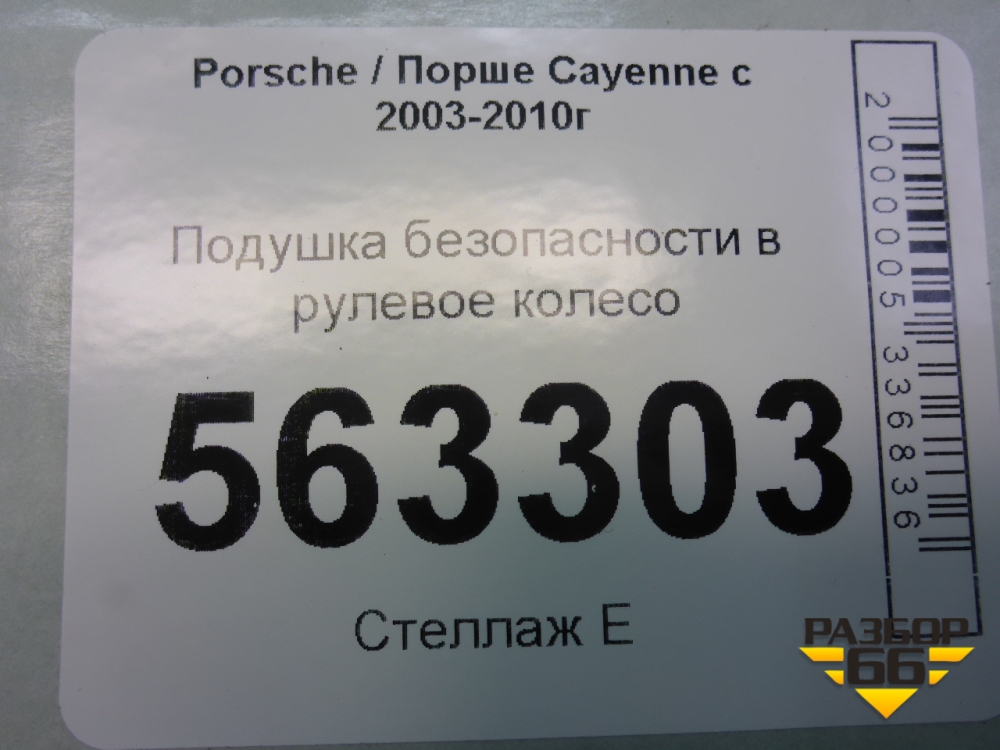 Porsche / Порше Cayenne с
2003-2010г
Подушка безопасности в
рулевое колесо
563303
Стеллаж Е
2000005336836
РАЗБОР
66